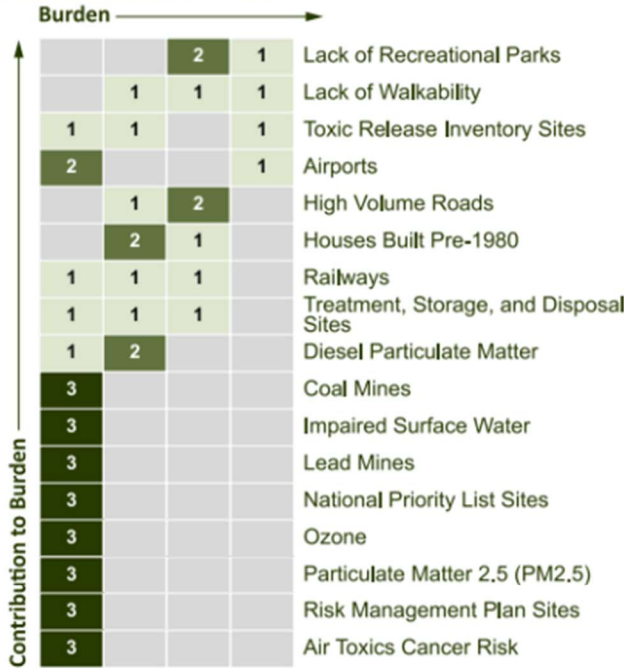 Burden
2 1 Lack of Recreational Parks
1 1 1 Lack of Walkability
1 1 1 Toxic Release Inventory Sites
2 1 Airports
1 2 High Volume Roads
2 1 Houses Built Pre-1980
1 1 1 Railways
1 1 1 Treatment, Storage, and Disposal
Sites
1 2 Diesel Particulate Matter
3 Coal Mines
3 Impaired Surface Water
3 Lead Mines
3 National Priority List Sites
3 Ozone
3 Particulate Matter 2.5 (PM2.5)
3 Risk Management Plan Sites
3 Air Toxics Cancer Risk
Contribution to Burden